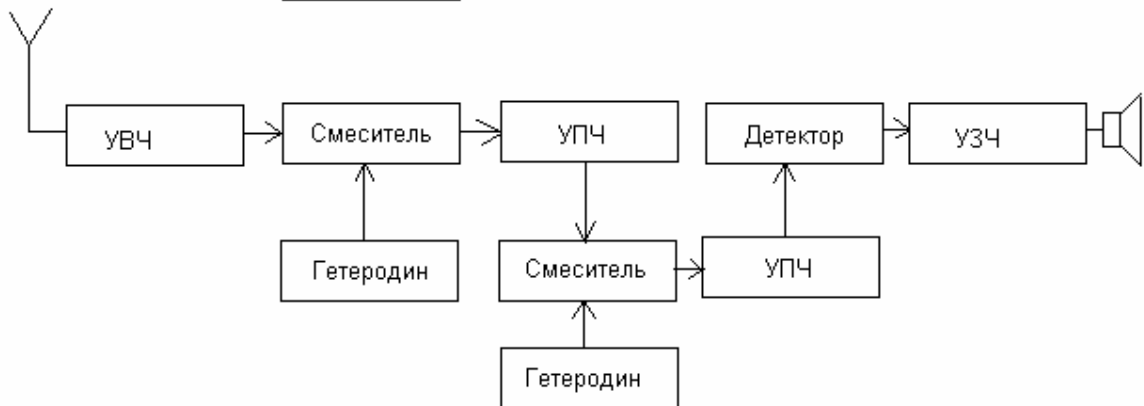 УВЧ
Смеситель
УПЧ
Детектор
УЗЧ
Гетеродин
Смеситель
УПЧ
Гетеродин